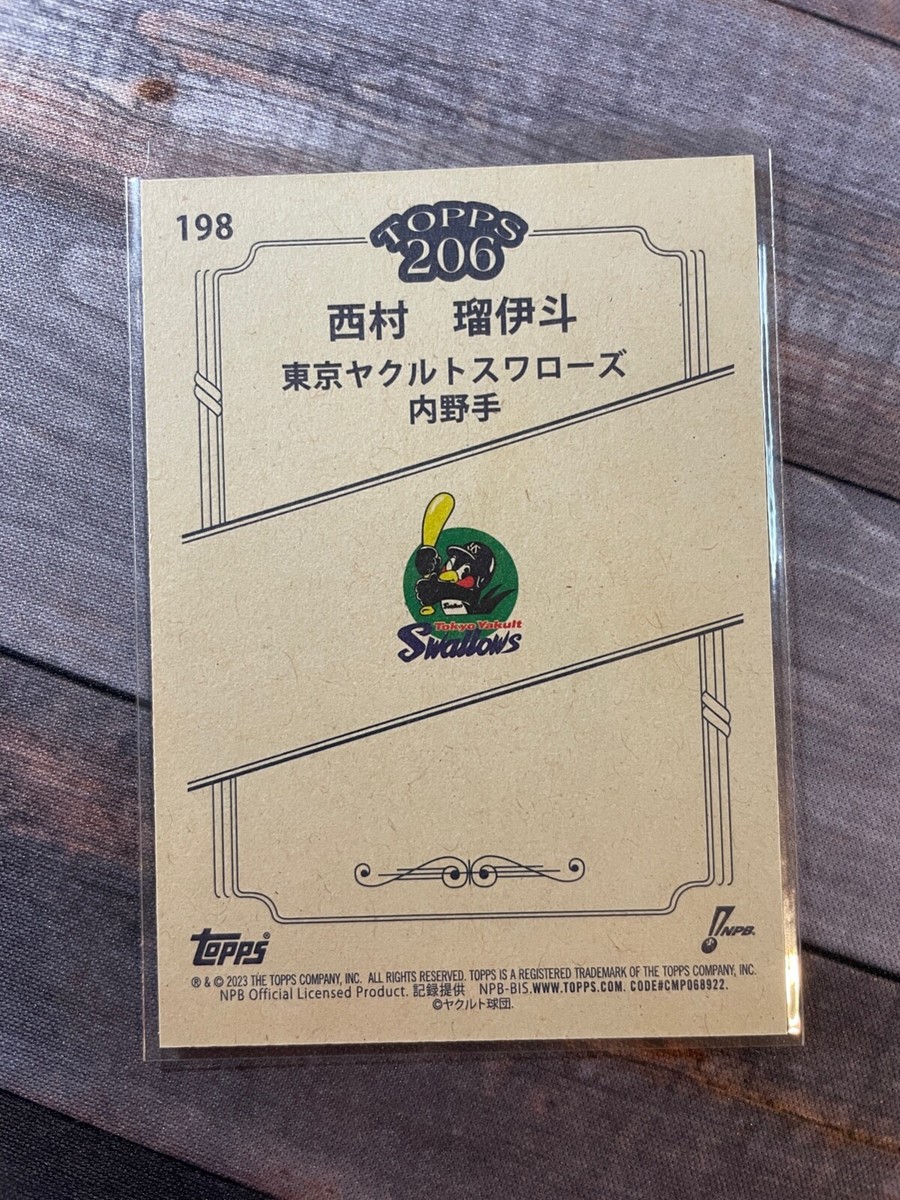 198
TOPPS
206
西村 瑠伊斗
東京ヤクルトスワローズ
内野手
Tokyo Yakult
Swallows
topps®
NPB.
® & © 2023 THE TOPPS COMPANY, INC. ALL RIGHTS RESERVED. TOPPS IS A REGISTERED TRADEMARK OF THE TOPPS COMPANY, INC.
NPB Official Licensed Product. 記録提供 NPB-BIS.WWW.TOPPS.COM. CODE#CMP068922.
©ヤクルト球団.